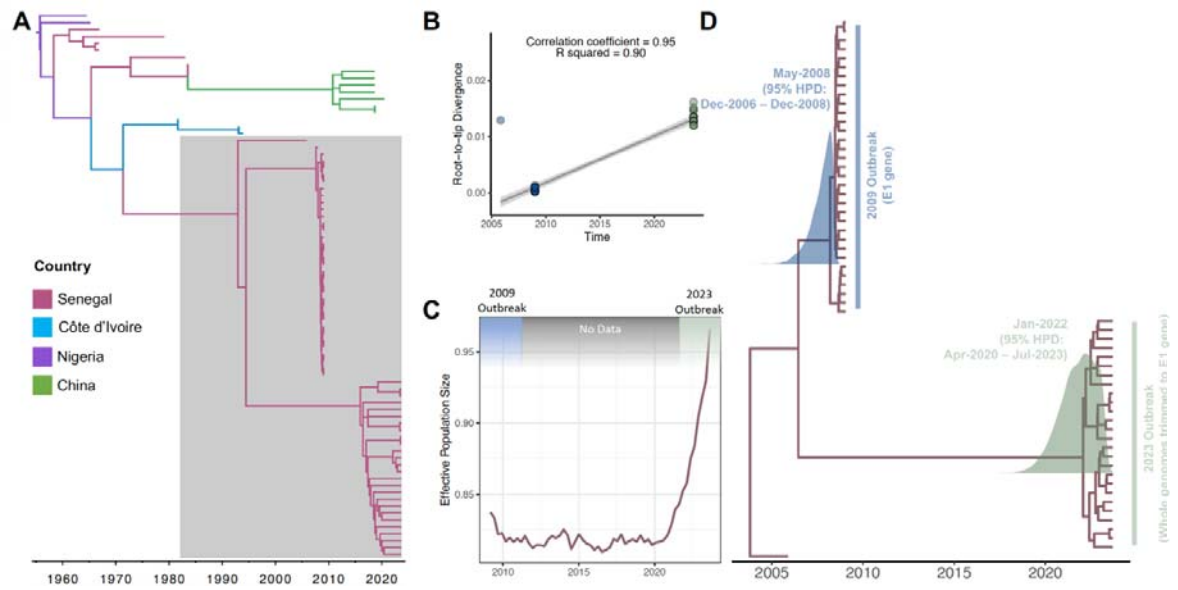 A
Country
Senegal
Côte d'Ivoire
Nigeria
China
1960 1970 1980 1990 2000 2010 2020
B
Correlation coefficient = 0.95
R squared = 0.90
Root-to-tip Divergence
0.02
0.01
0.00
2005 2010 2015 2020
Time
C
2009
Outbreak
2023
Outbreak
No Data
Effective Population Size
0.95
0.90
0.85
2010 2015 2020
D
May-2008
(95% HPD:
Dec-2006 – Dec-2008)
2009 Outbreak
(E1 gene)
Jan-2022
(95% HPD:
Apr-2020 – Jul-2023)
2023 Outbreak
(Whole genomes trimmed to E1 gene)
2005 2010 2015 2020